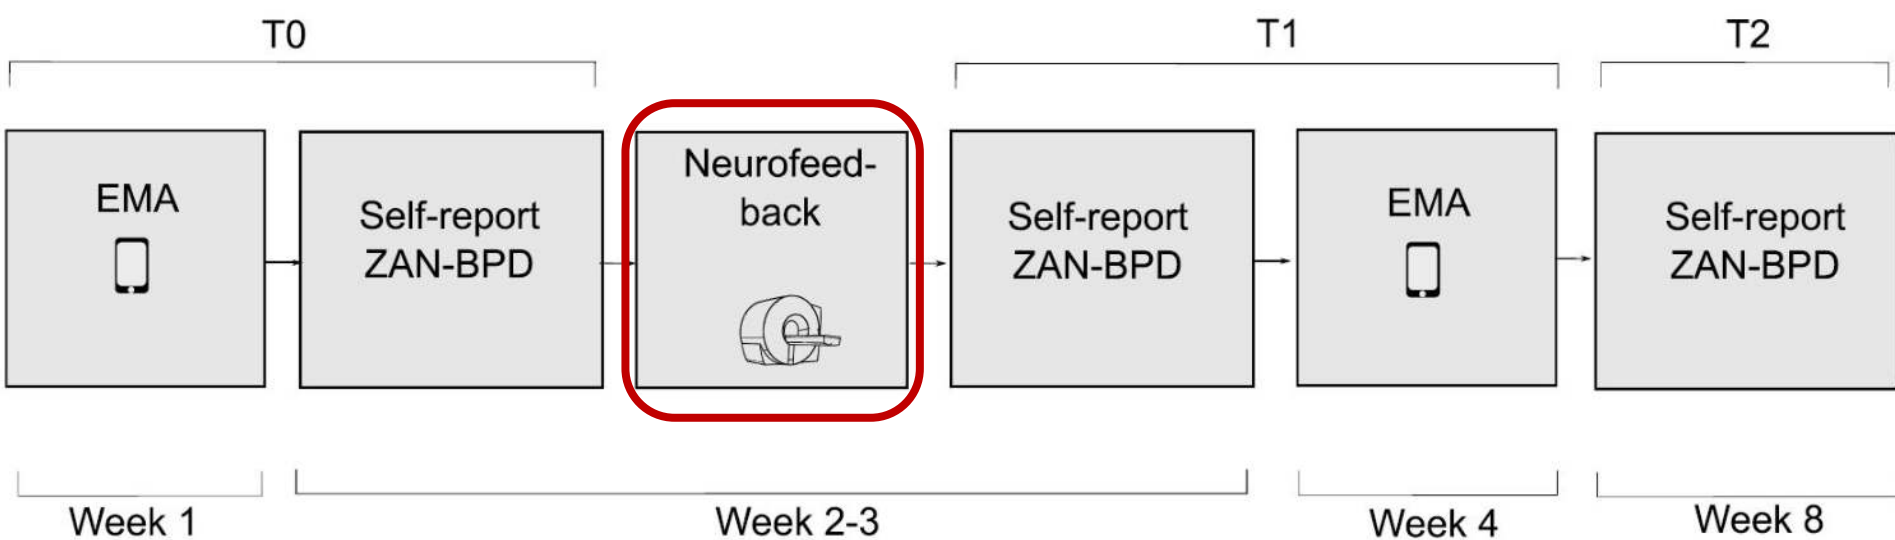 T0
T1
T2
EMA
Self-report
ZAN-BPD
Neurofeed-
back
Self-report
ZAN-BPD
EMA
Self-report
ZAN-BPD
Week 1
Week 2-3
Week 4
Week 8